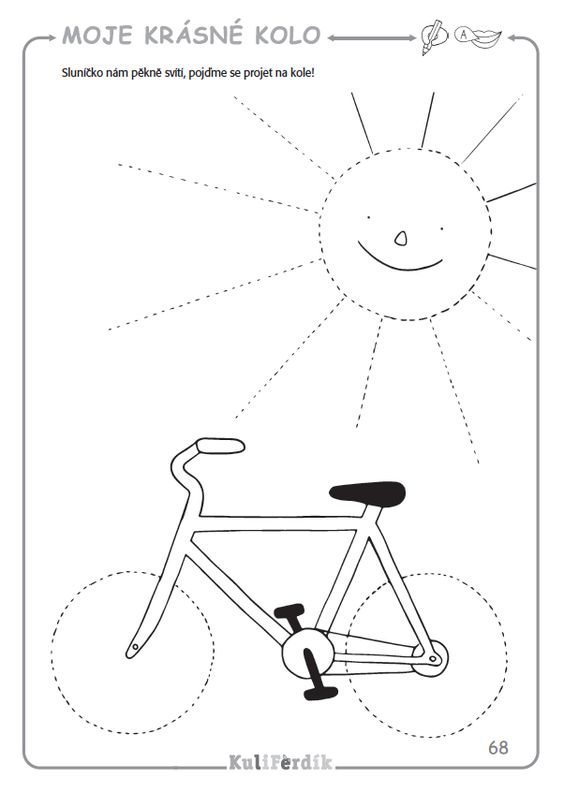 MOJE KRÁSNÉ KOLO
A
Sluníčko nám pěkně svítí, pojďme se projet na kole!
68
KuliFerdík